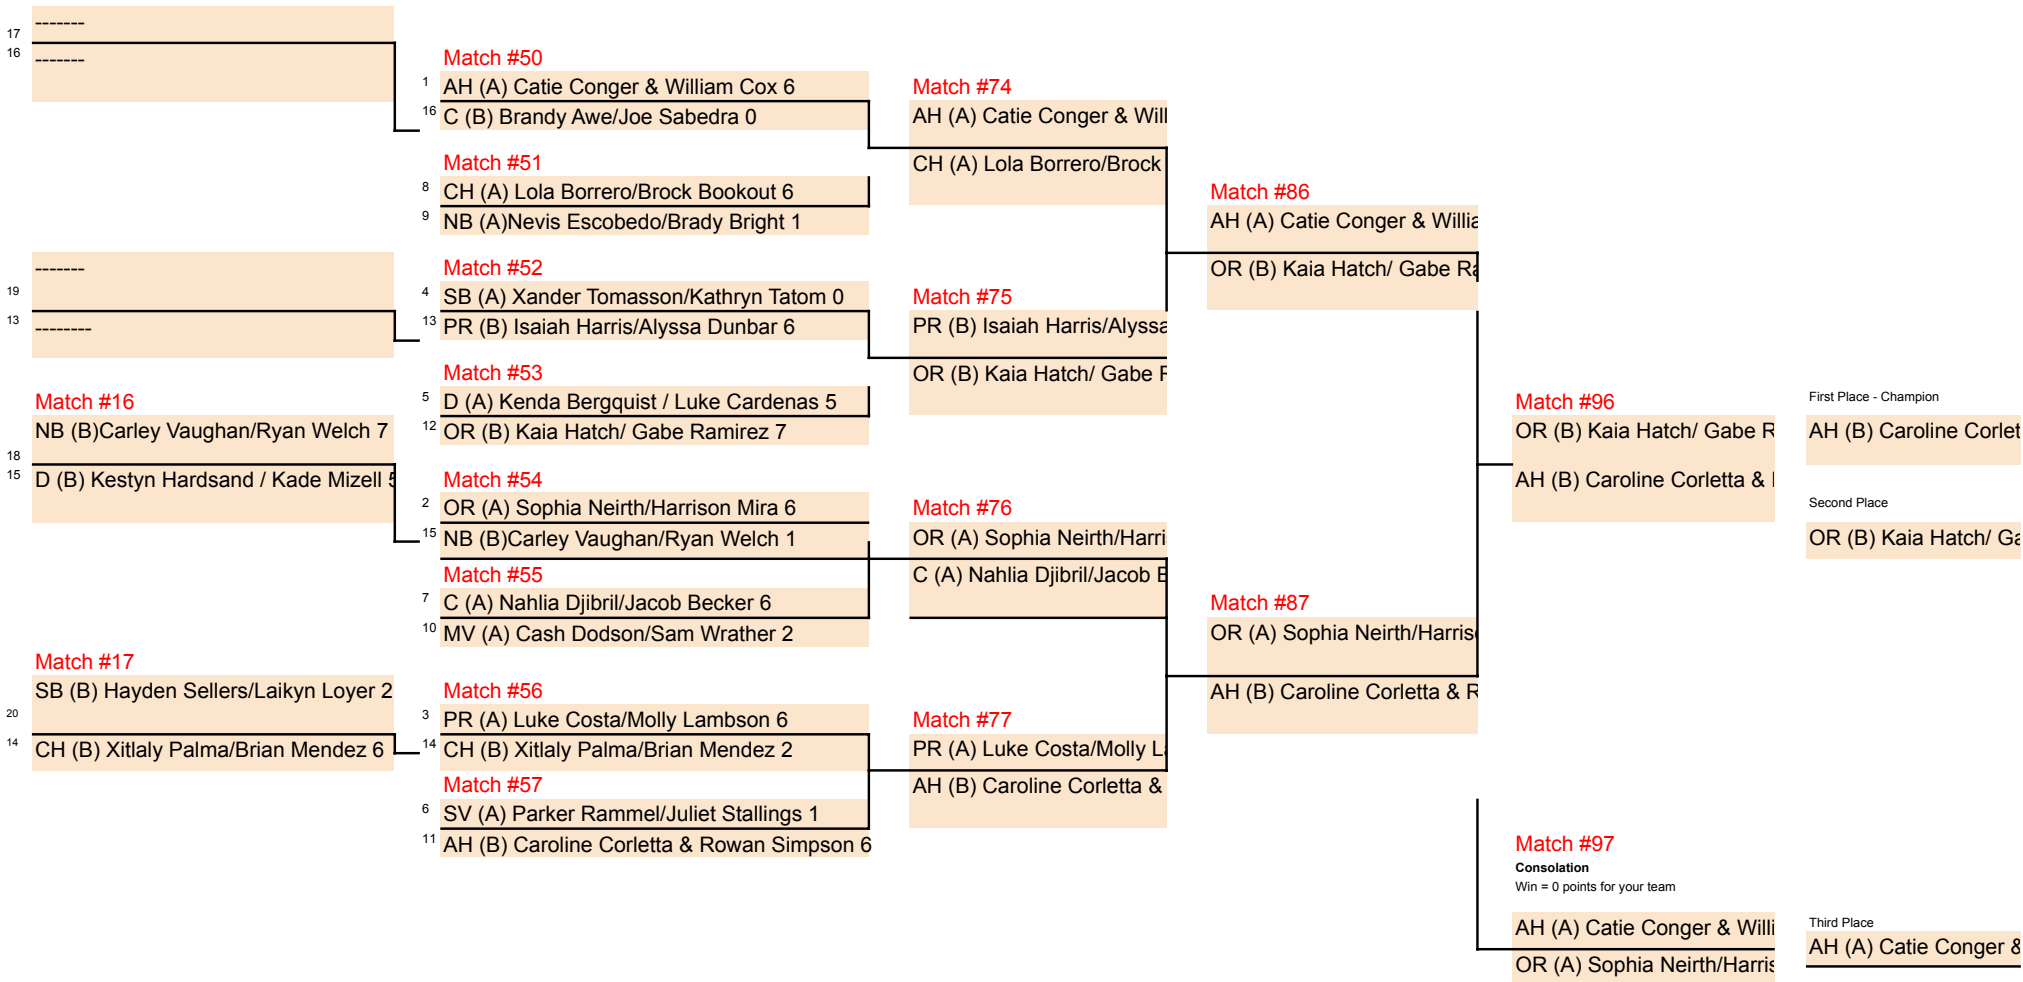 17
-------
16
-------
19
-------
13
--------
Match #16
18
NB (B)Carley Vaughan/Ryan Welch 7
15
D (B) Kestyn Hardsand / Kade Mizell 5
Match #17
20
SB (B) Hayden Sellers/Laikyn Loyer 2
14
CH (B) Xitlaly Palma/Brian Mendez 6
Match #50
1 AH (A) Catie Conger & William Cox 6
16 C (B) Brandy Awe/Joe Sabedra 0
Match #51
8 CH (A) Lola Borrero/Brock Bookout 6
9 NB (A)Nevis Escobedo/Brady Bright 1
Match #52
4 SB (A) Xander Tomasson/Kathryn Tatom 0
13 PR (B) Isaiah Harris/Alyssa Dunbar 6
Match #53
5 D (A) Kenda Bergquist / Luke Cardenas 5
12 OR (B) Kaia Hatch/ Gabe Ramirez 7
Match #54
2 OR (A) Sophia Neirth/Harrison Mira 6
15 NB (B)Carley Vaughan/Ryan Welch 1
Match #55
7 C (A) Nahlia Djibril/Jacob Becker 6
10 MV (A) Cash Dodson/Sam Wrather 2
Match #56
3 PR (A) Luke Costa/Molly Lambson 6
14 CH (B) Xitlaly Palma/Brian Mendez 2
Match #57
6 SV (A) Parker Rammel/Juliet Stallings 1
11 AH (B) Caroline Corletta & Rowan Simpson 6
Match #74
AH (A) Catie Conger & Will
CH (A) Lola Borrero/Brock
Match #75
PR (B) Isaiah Harris/Alyssa
OR (B) Kaia Hatch/ Gabe
Match #76
OR (A) Sophia Neirth/Harri
C (A) Nahlia Djibril/Jacob
Match #77
PR (A) Luke Costa/Molly
AH (B) Caroline Corletta &
Match #86
AH (A) Catie Conger & Willia
OR (B) Kaia Hatch/ Gabe Ra
Match #87
OR (A) Sophia Neirth/Harriso
AH (B) Caroline Corletta & R
Match #96
OR (B) Kaia Hatch/ Gabe R
AH (B) Caroline Corletta &
Match #97
Consolation
Win = 0 points for your team
AH (A) Catie Conger & Willi
OR (A) Sophia Neirth/Harris
First Place - Champion
AH (B) Caroline Corlet
Second Place
OR (B) Kaia Hatch/ Ga
Third Place
AH (A) Catie Conger &